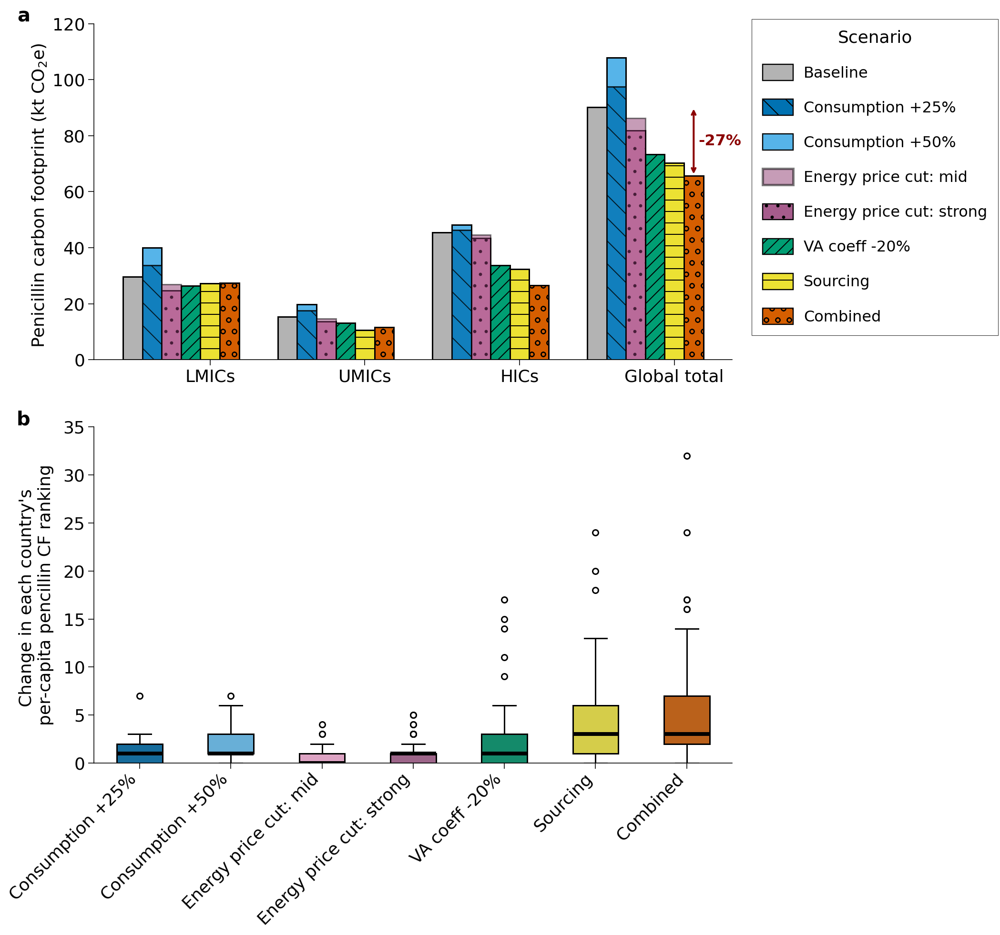 a
Penicillin carbon footprint (kt CO₂e)
120
100
80
60
40
20
0
-27%
LMICs
UMICs
HICs
Global total
Scenario
Baseline
Consumption +25%
Consumption +50%
Energy price cut: mid
Energy price cut: strong
VA coeff -20%
Sourcing
Combined
b
Change in each country's
per-capita pencillin CF ranking
35
30
25
20
15
10
5
0
Consumption +25%
Consumption +50%
Energy price cut: mid
Energy price cut: strong
VA coeff -20%
Sourcing
Combined